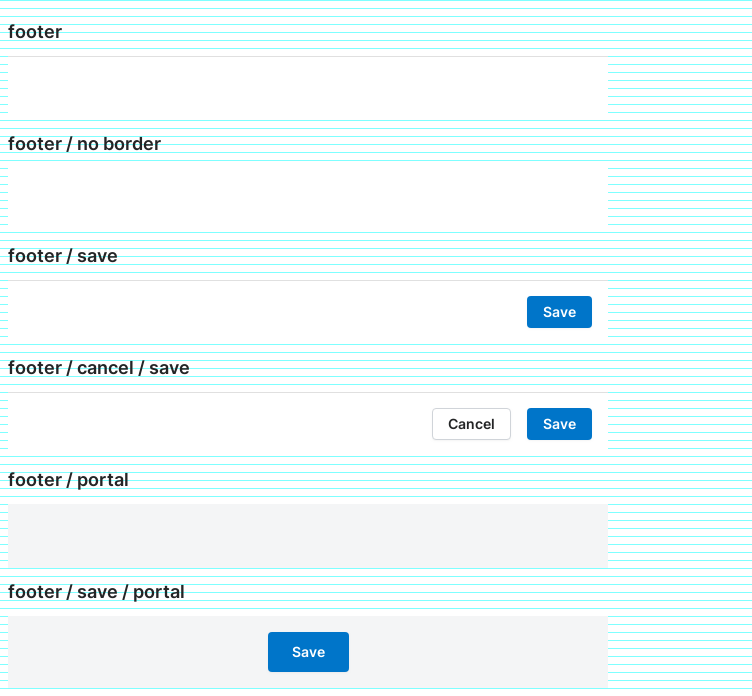 footer
footer / no border
footer / save
Save
footer / cancel / save
Cancel Save
footer / portal
footer / save / portal
Save